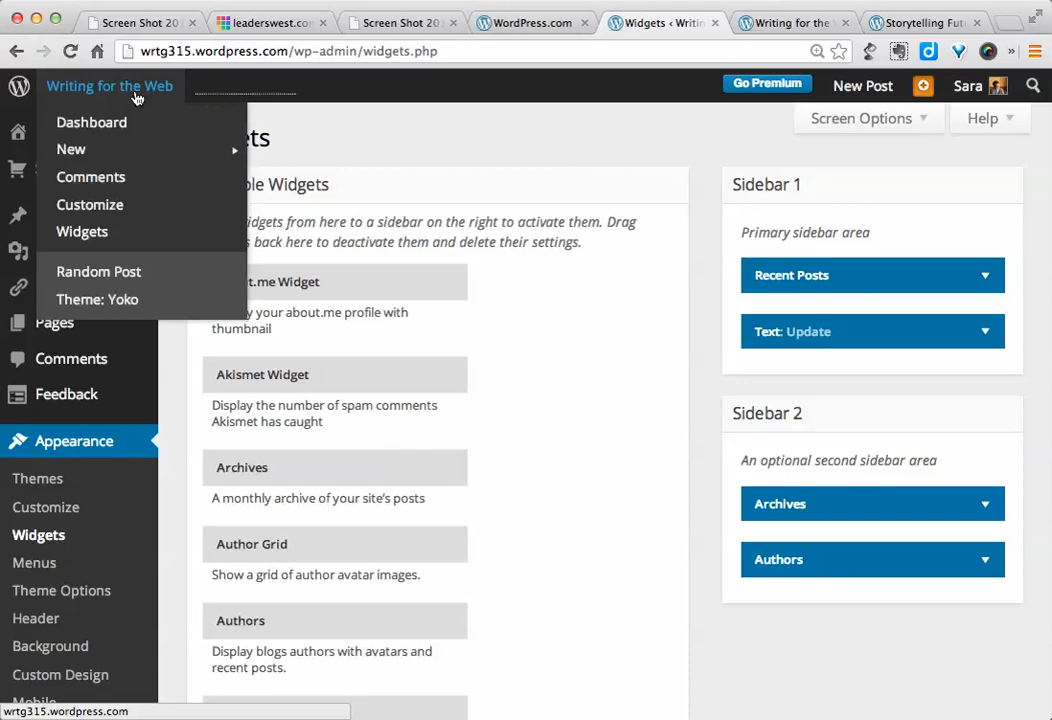 Screen Shot 201
leaderswest.com
Screen Shot 20
WordPress.com
Widgets ‹ Writin
Writing for the W
Storytelling Futu
wrtg315.wordpress.com/wp-admin/widgets.php
Writing for the Web
Go Premium
New Post
Sara
Dashboard
New
Comments
Customize
Widgets
Random Post
Theme: Yoko
Pages
Comments
Feedback
Appearance
Themes
Customize
Widgets
Menus
Theme Options
Header
Background
Custom Design
Mobile
Screen Options
Help
ets
ble Widgets
widgets from here to a sidebar on the right to activate them. Drag
back here to deactivate them and delete their settings.
t.me Widget
y your about.me profile with
thumbnail
Akismet Widget
Display the number of spam comments
Akismet has caught
Archives
A monthly archive of your site's posts
Author Grid
Show a grid of author avatar images.
Authors
Display blogs authors with avatars and
recent posts.
Sidebar 1
Primary sidebar area
Recent Posts
Text: Update
Sidebar 2
An optional second sidebar area
Archives
Authors
wrtg315.wordpress.com